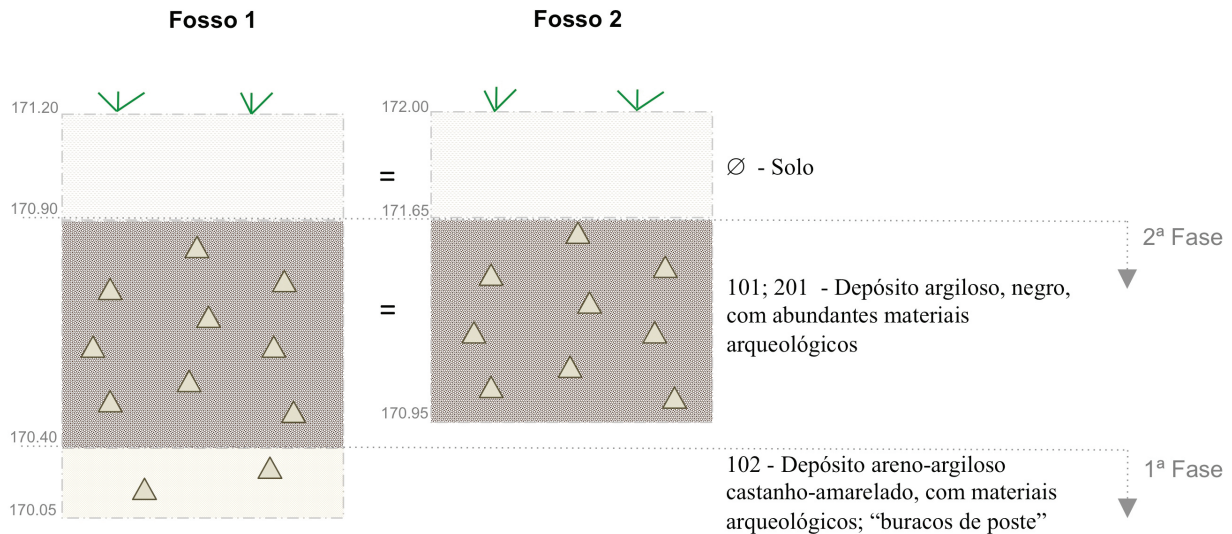 Fosso 1
Fosso 2
171.20
172.00
=
∅ - Solo
170.90
171.65
2ª Fase
=
101; 201 - Depósito argiloso, negro,
com abundantes materiais
arqueológicos
170.95
170.40
102 - Depósito areno-argiloso
castanho-amarelado, com materiais
arqueológicos; “buracos de poste”
1ª Fase
170.05